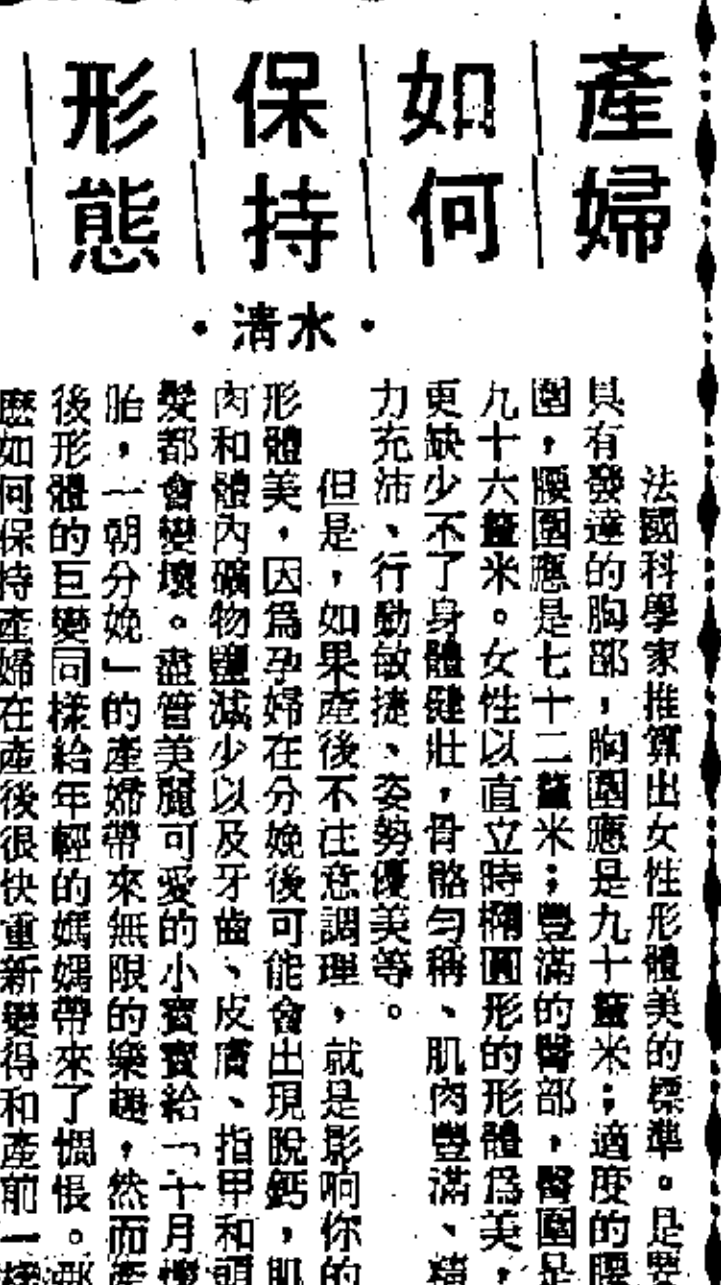 產婦
如何
保持
形態
·清水·
法國科學家推算出女性形體美的標準。是要
具有發達的胸部，胸圍應是九十釐米；適度的腰
圍，腰圍應是七十二釐米；豐滿的臀部，臀圍是
九十六釐米。女性以直立時橢圓形的形體爲美，
更缺少不了身體健壯，骨骼勻稱、肌肉豐滿、精
力充沛、行動敏捷、姿勢優美等。
但是，如果產後不注意調理，就是影响你的
形體美，因爲孕婦在分娩後可能會出現脫鈣，肌
肉和體內礦物鹽減少以及牙齒、皮膚、指甲和頭
髮都會變壞。盡管美麗可愛的小寶寶給「十月懷
胎，一朝分娩」的產婦帶來無限的樂趣，然而產
後形體的巨變同樣給年輕的媽媽帶來了惆悵。那
麽如何保持產婦在產後很快重新變得和產前一樣